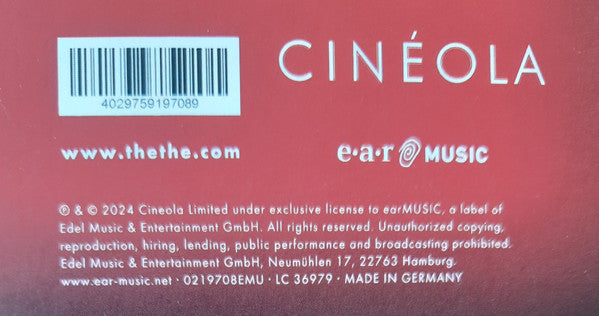 CINÉOLA
4029759197089
www.thethe.com
e·a·r MUSIC
℗ & © 2024 Cineola Limited under exclusive license to earMUSIC, a label of
Edel Music & Entertainment GmbH. All rights reserved. Unauthorized copying,
reproduction, hiring, lending, public performance and broadcasting prohibited.
Edel Music & Entertainment GmbH, Neumühlen 17, 22763 Hamburg.
www.ear-music.net · 0219708EMU · LC 36979 · MADE IN GERMANY